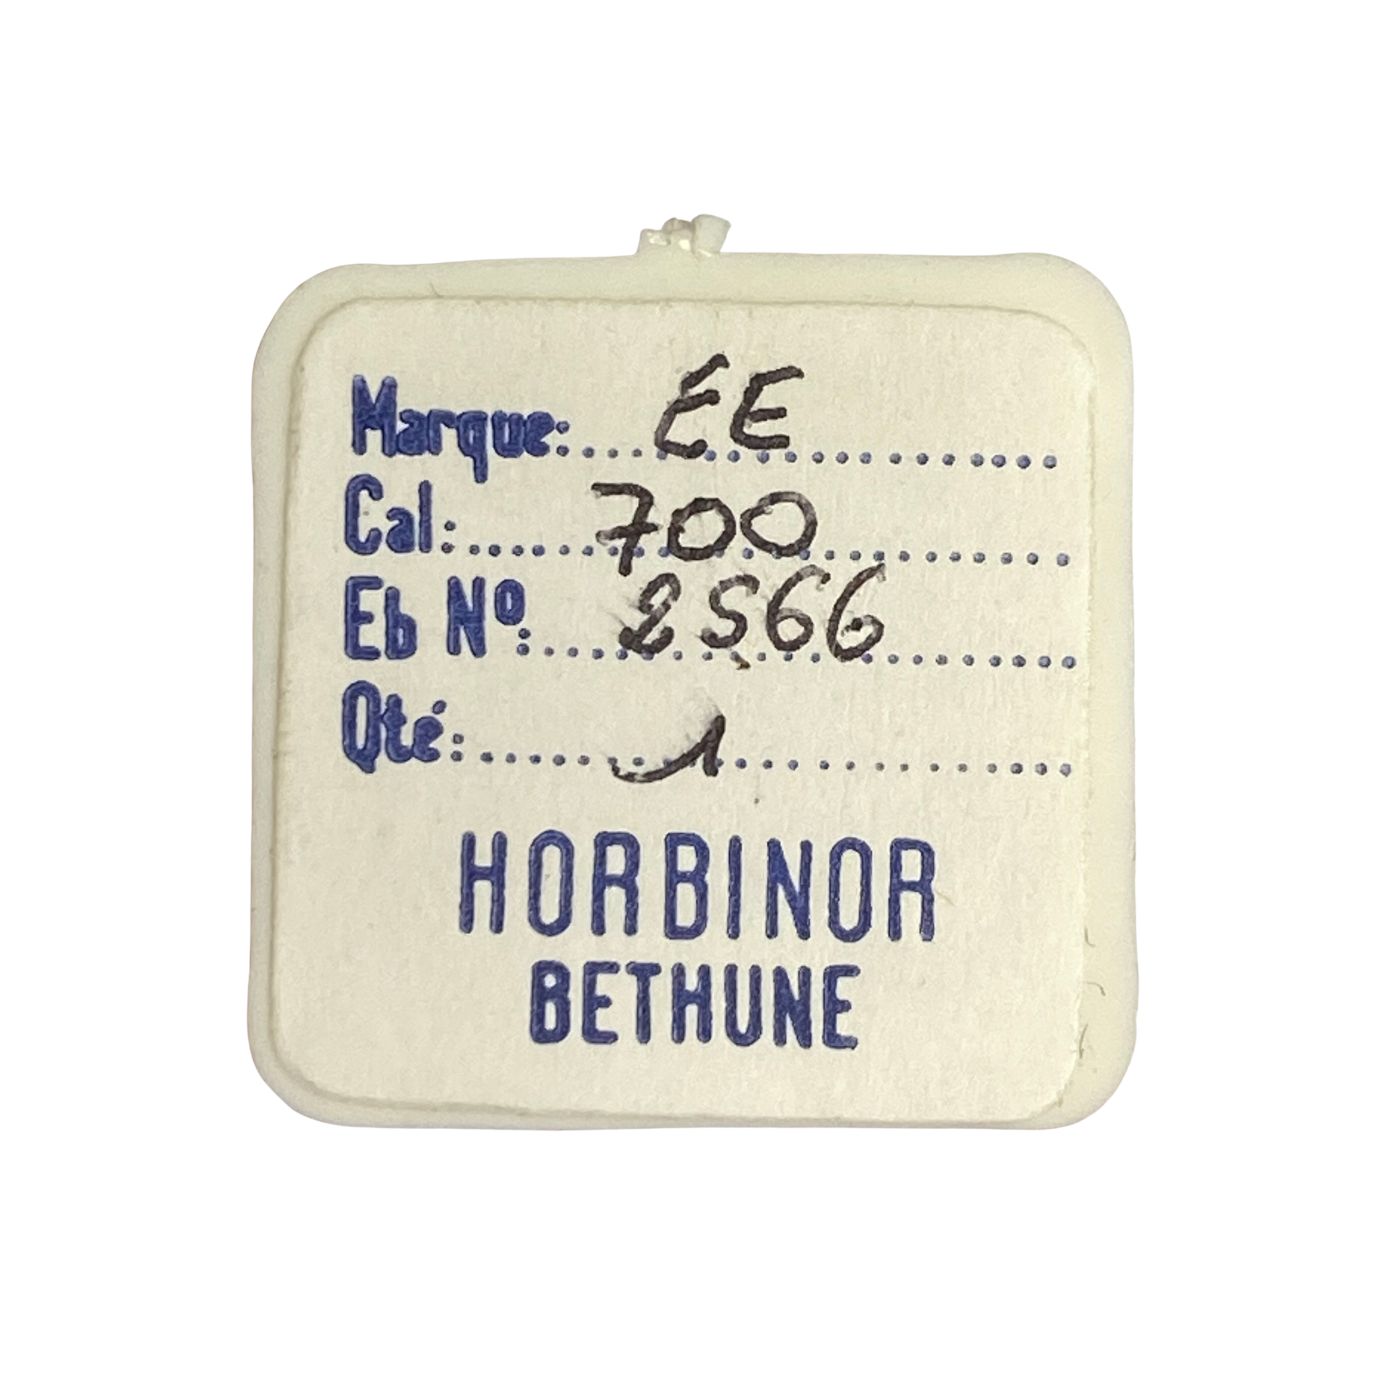 Marque: EE
Cal: 700
Eb Nº: 2566
Qté: 1
HORBINOR
BETHUNE